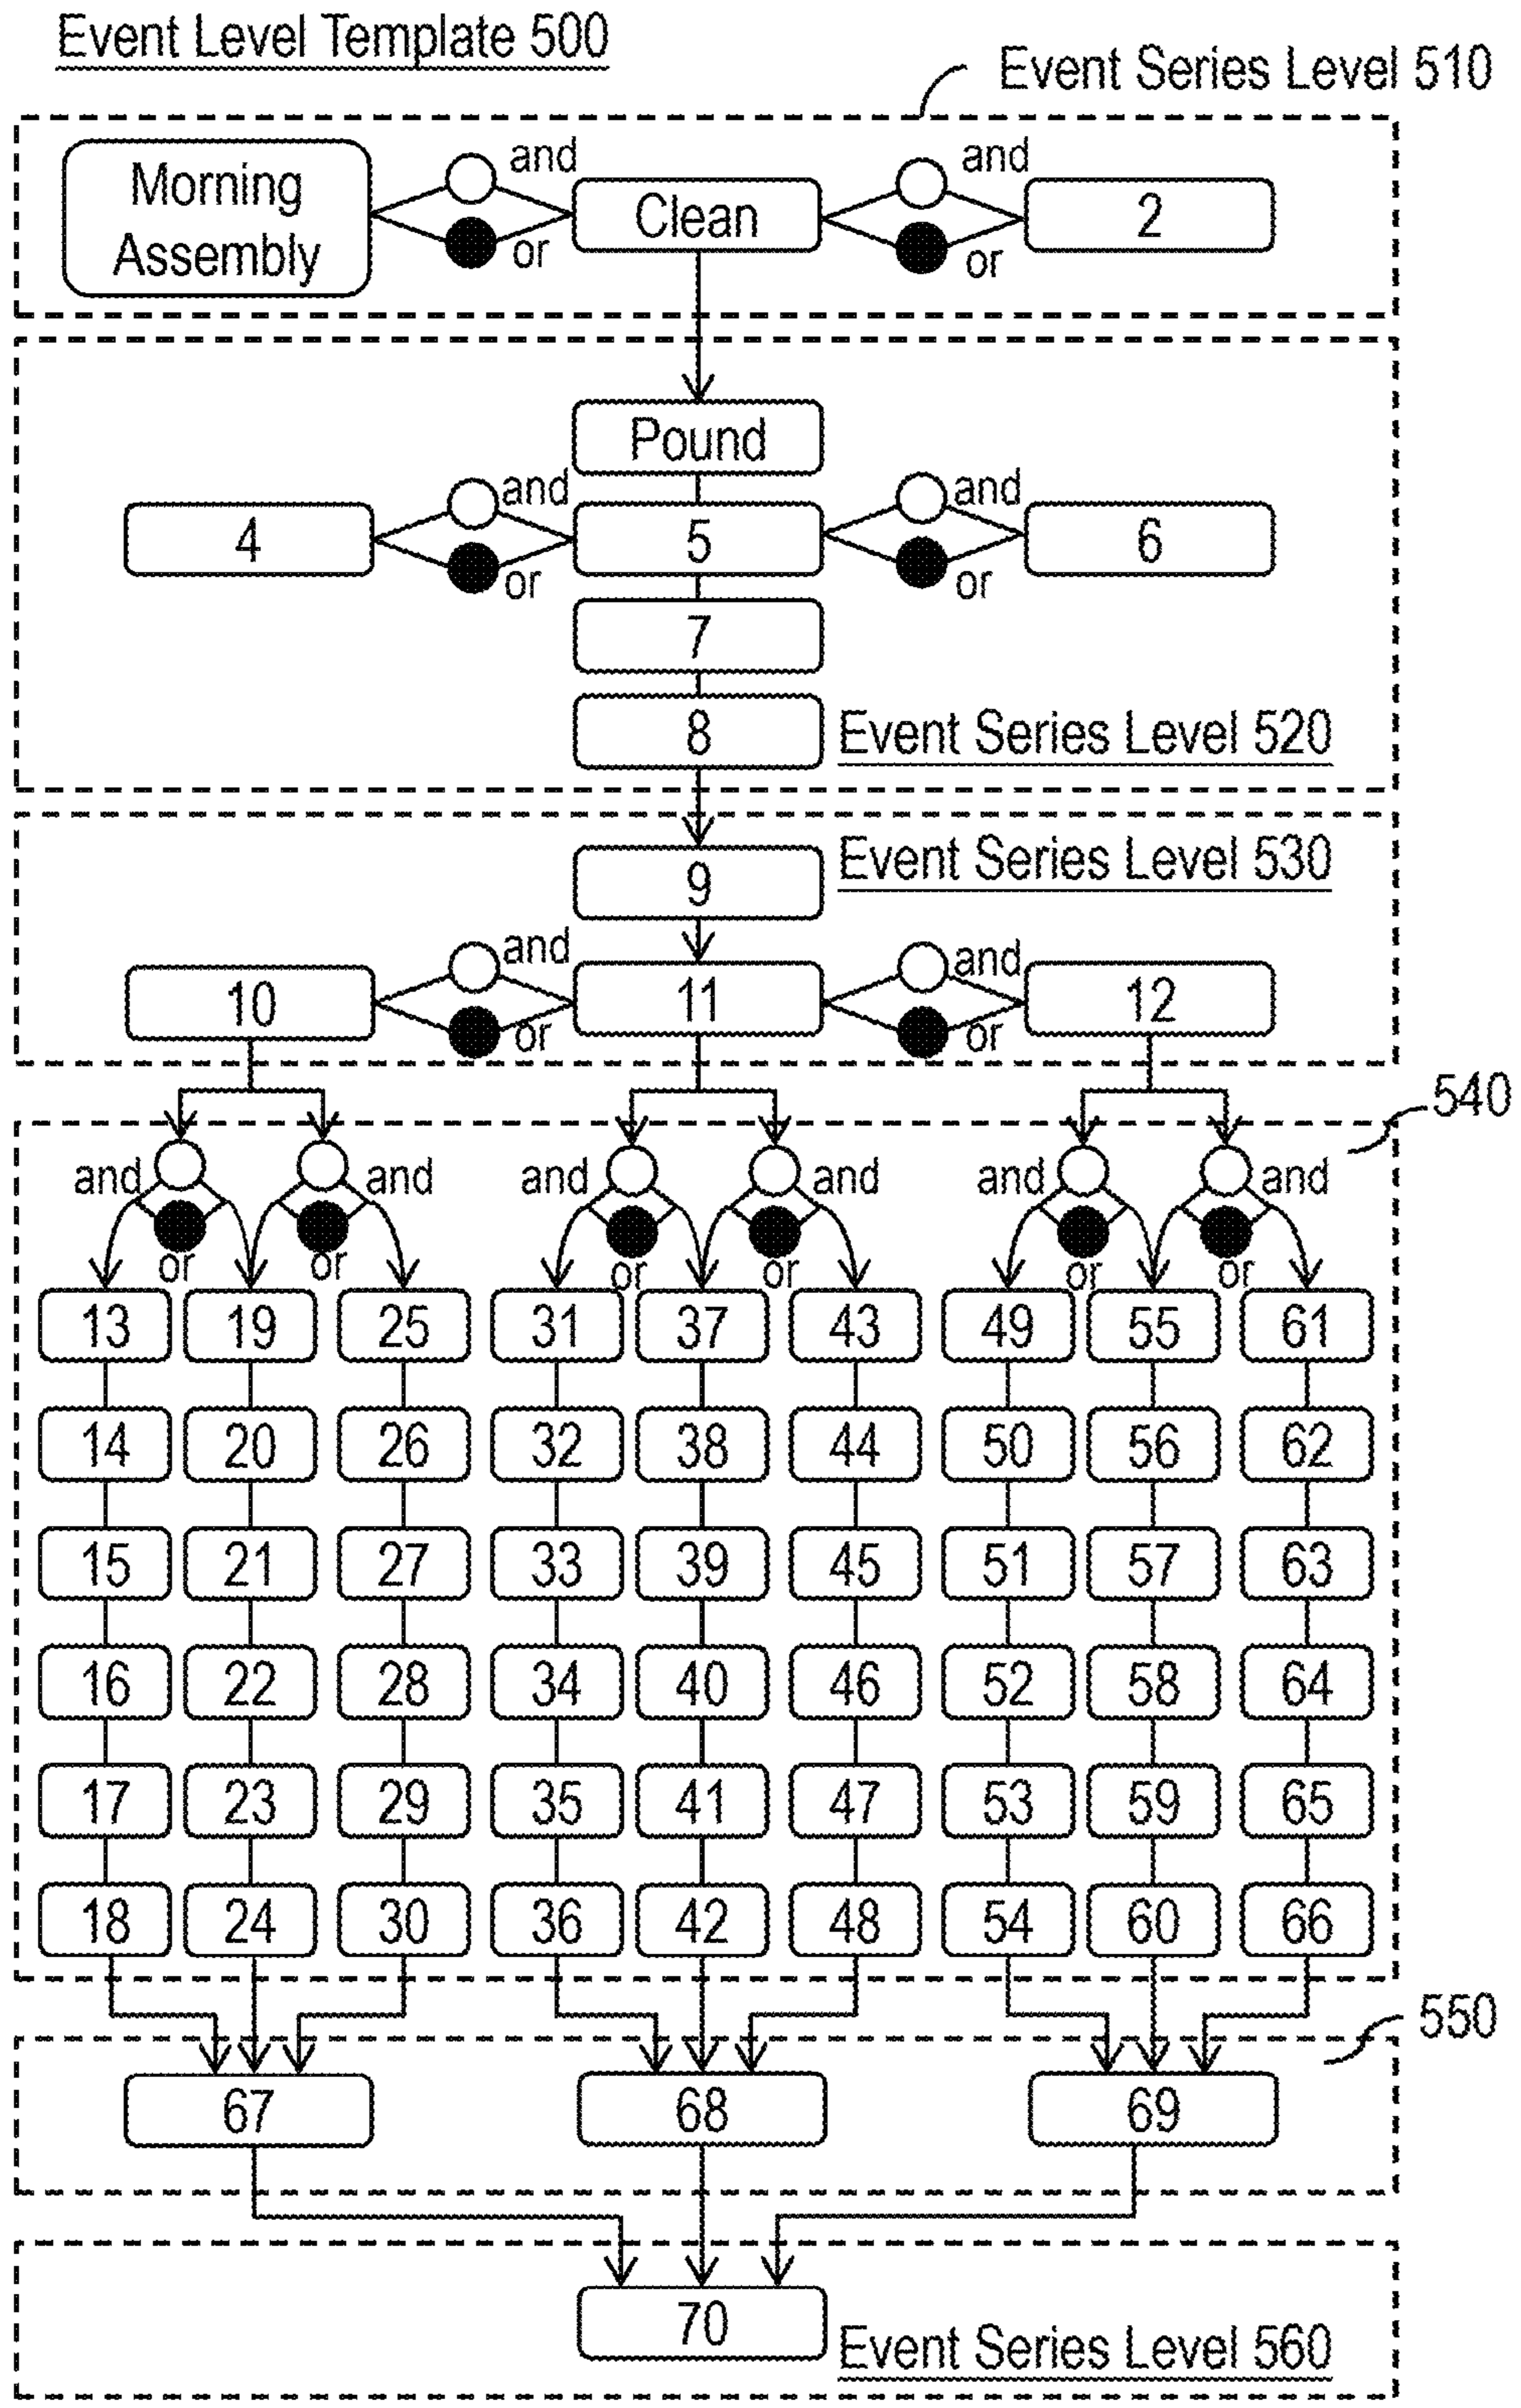 Event Level Template 500
Event Series Level 510
Morning
Assembly
and
or
Clean
and
or
2
Pound
4
and
or
5
and
or
6
7
8
Event Series Level 520
9
Event Series Level 530
10
and
or
11
and
or
12
540
and and and and and and
or or or or or or
13 19 25 31 37 43 49 55 61
14 20 26 32 38 44 50 56 62
15 21 27 33 39 45 51 57 63
16 22 28 34 40 46 52 58 64
17 23 29 35 41 47 53 59 65
18 24 30 36 42 48 54 60 66
550
67 68 69
70
Event Series Level 560